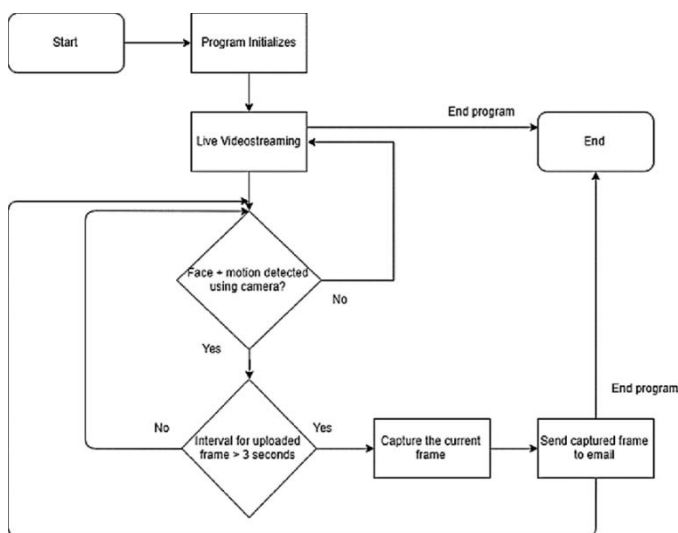 Start
Program Initializes
Live Videostreaming
End program
End
Face + motion detected
using camera?
No
Yes
End program
No
Interval for uploaded
frame > 3 seconds
Yes
Capture the current
frame
Send captured frame
to email